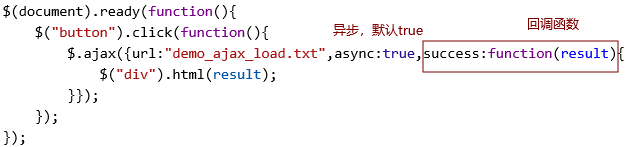 回调函数
$(document).ready(function(){
异步，默认true
$("button").click(function(){
$.ajax({url:"demo_ajax_load.txt",async:true,success:function(result){
$("div").html(result);
}});
});
});